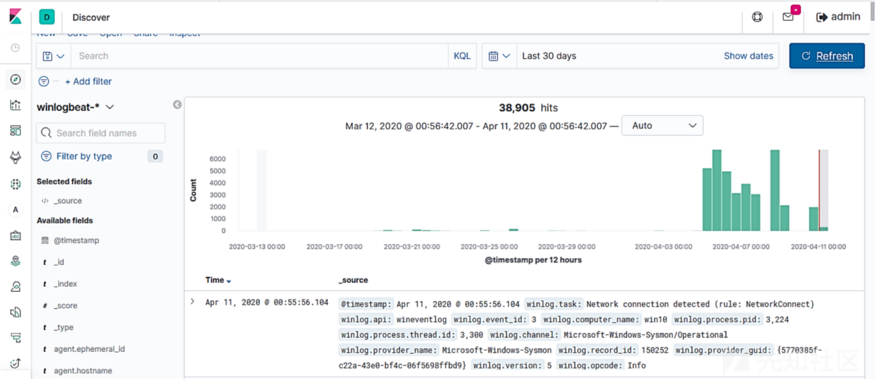 D Discover
admin
New Save Open Share Inspect
Search KQL Last 30 days Show dates Refresh
+ Add filter
winlogbeat-*
38,905 hits
Mar 12, 2020 @ 00:56:42.007 - Apr 11, 2020 @ 00:56:42.007 — Auto
Search field names
Filter by type 0
Selected fields
</> _source
Available fields
@timestamp
t _id
t _index
# _score
t _type
t agent.ephemeral_id
t agent.hostname
A
Count
6000
5000
4000
3000
2000
1000
0
2020-03-13 00:00 2020-03-17 00:00 2020-03-21 00:00 2020-03-25 00:00 2020-03-29 00:00 2020-04-03 00:00 2020-04-07 00:00 2020-04-11 00:00
@timestamp per 12 hours
Time _source
Apr 11, 2020 @ 00:55:56.104 @timestamp: Apr 11, 2020 @ 00:55:56.104 winlog.task: Network connection detected (rule: NetworkConnect)
winlog.api: wineventlog winlog.event_id: 3 winlog.computer_name: win10 winlog.process.pid: 3,224
winlog.process.thread.id: 3,300 winlog.channel: Microsoft-Windows-Sysmon/Operational
winlog.provider_name: Microsoft-Windows-Sysmon winlog.record_id: 150252 winlog.provider_guid: {5770385f-
c22a-43e0-bf4c-06f5698ffbd9} winlog.version: 5 winlog.opcode: Info
先知社区